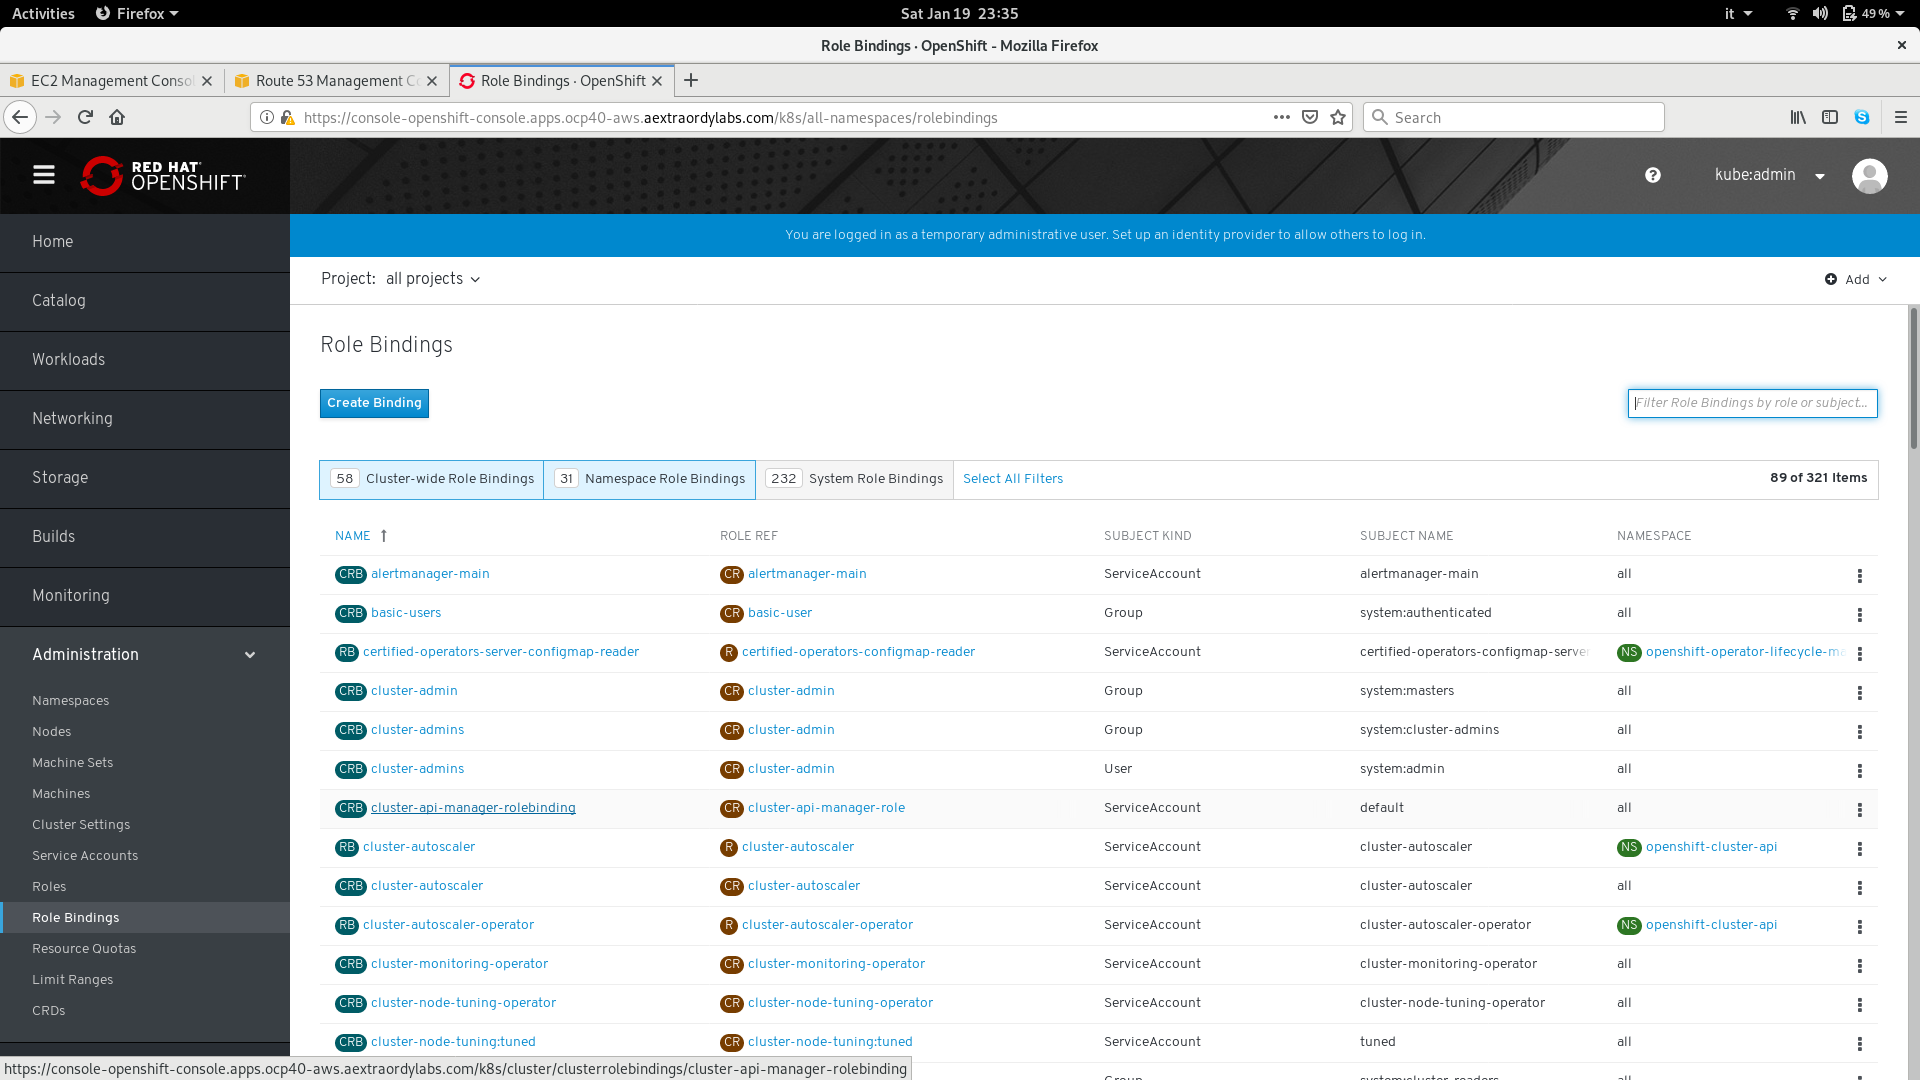 Activities Firefox Sat Jan 19 23:35 it 49%
Role Bindings · OpenShift - Mozilla Firefox
EC2 Management Consol Route 53 Management Co Role Bindings · OpenShift
https://console-openshift-console.apps.ocp40-aws.aextraordylabs.com/k8s/all-namespaces/rolebindings Search
RED HAT OPENSHIFT kube:admin
You are logged in as a temporary administrative user. Set up an identity provider to allow others to log in.
Home
Catalog
Workloads
Networking
Storage
Builds
Monitoring
Administration
Namespaces
Nodes
Machine Sets
Machines
Cluster Settings
Service Accounts
Roles
Role Bindings
Resource Quotas
Limit Ranges
CRDs
Project: all projects Add
Role Bindings
Create Binding Filter Role Bindings by role or subject...
58 Cluster-wide Role Bindings 31 Namespace Role Bindings 232 System Role Bindings Select All Filters 89 of 321 Items
NAME ROLE REF SUBJECT KIND SUBJECT NAME NAMESPACE
CRB alertmanager-main CR alertmanager-main ServiceAccount alertmanager-main all
CRB basic-users CR basic-user Group system:authenticated all
RB certified-operators-server-configmap-reader R certified-operators-configmap-reader ServiceAccount certified-operators-configmap-server NS openshift-operator-lifecycle-ma
CRB cluster-admin CR cluster-admin Group system:masters all
CRB cluster-admins CR cluster-admin Group system:cluster-admins all
CRB cluster-admins CR cluster-admin User system:admin all
CRB cluster-api-manager-rolebinding CR cluster-api-manager-role ServiceAccount default all
RB cluster-autoscaler R cluster-autoscaler ServiceAccount cluster-autoscaler NS openshift-cluster-api
CRB cluster-autoscaler CR cluster-autoscaler ServiceAccount cluster-autoscaler all
RB cluster-autoscaler-operator R cluster-autoscaler-operator ServiceAccount cluster-autoscaler-operator NS openshift-cluster-api
CRB cluster-monitoring-operator CR cluster-monitoring-operator ServiceAccount cluster-monitoring-operator all
CRB cluster-node-tuning-operator CR cluster-node-tuning-operator ServiceAccount cluster-node-tuning-operator all
CRB cluster-node-tuning:tuned CR cluster-node-tuning:tuned ServiceAccount tuned all
Group system:cluster-readers all
https://console-openshift-console.apps.ocp40-aws.aextraordylabs.com/k8s/cluster/clusterrolebindings/cluster-api-manager-rolebinding